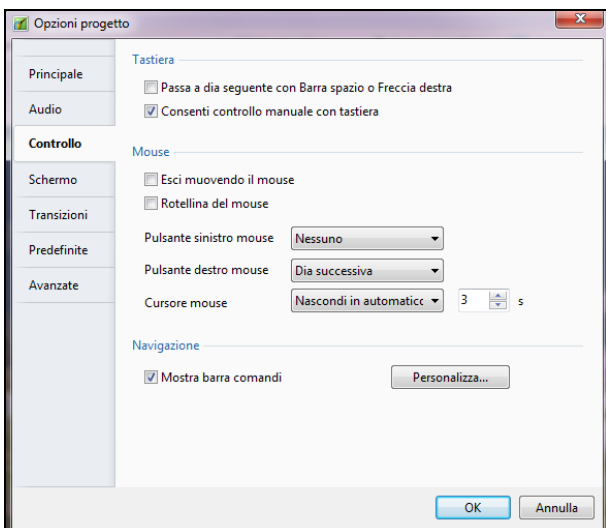 Opzioni progetto
Principale
Audio
Controllo
Schermo
Transizioni
Predefinite
Avanzate
Tastiera
Passa a dia seguente con Barra spazio o Freccia destra
Consenti controllo manuale con tastiera
Mouse
Esci muovendo il mouse
Rotellina del mouse
Pulsante sinistro mouse Nessuno
Pulsante destro mouse Dia successiva
Cursore mouse Nascondi in automatico 3 s
Navigazione
Mostra barra comandi Personalizza...
OK Annulla